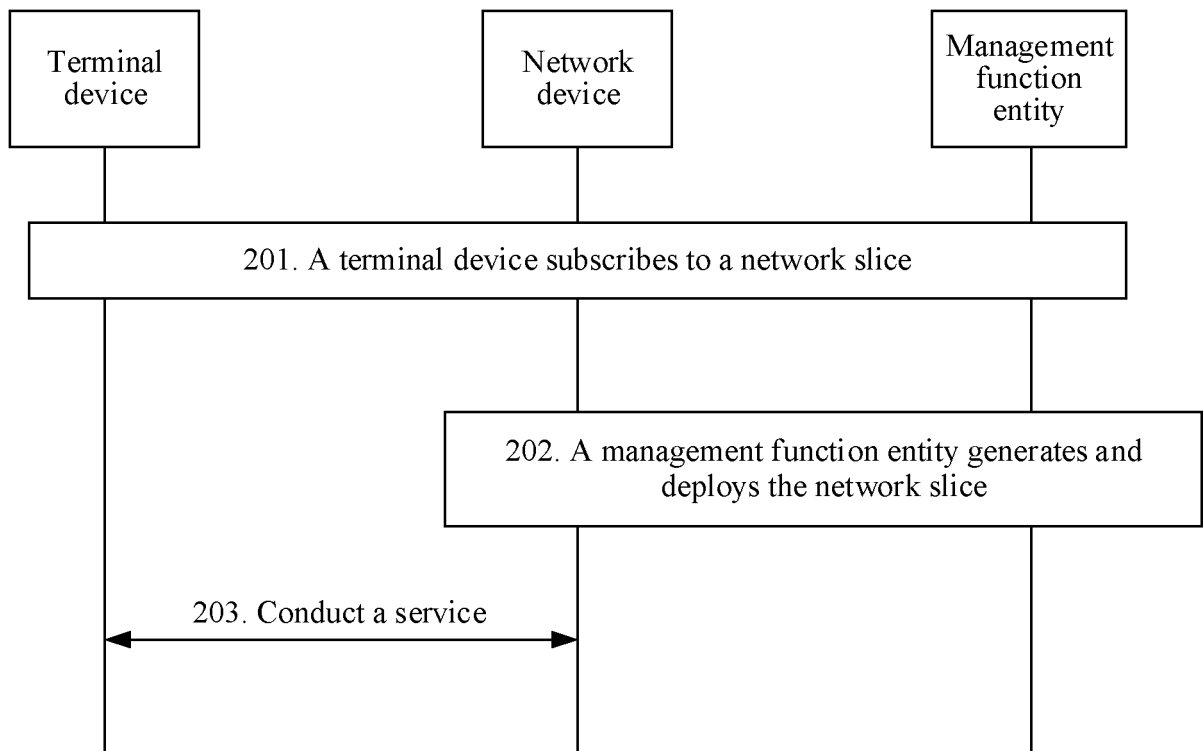 Terminal
device
Network
device
Management
function
entity
201. A terminal device subscribes to a network slice
202. A management function entity generates and
deploys the network slice
203. Conduct a service